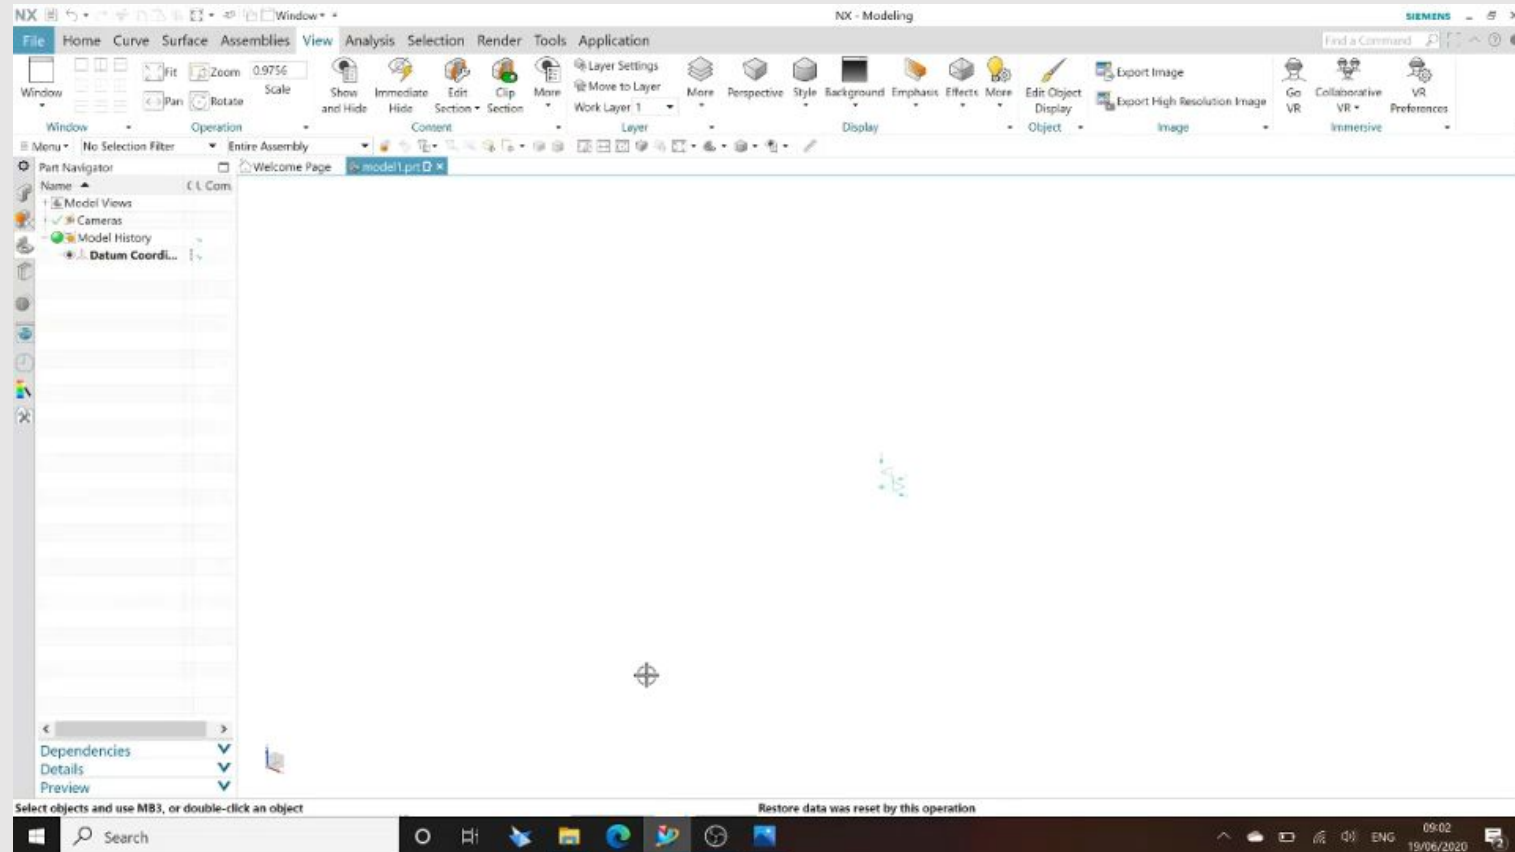 NX Window NX - Modeling SIEMENS
File Home Curve Surface Assemblies View Analysis Selection Render Tools Application Find a Command
Window Fit Zoom 0.9756
Pan Rotate Scale
Show and Hide Immediate Hide Edit Section Clip Section More
Layer Settings
Move to Layer
Work Layer 1
More Perspective Style Background Emphasis Effects More Edit Object Display
Export Image
Export High Resolution Image
Go VR Collaborative VR VR Preferences
Window Operation Content Layer Display Object Image Immersive
Menu No Selection Filter Entire Assembly
Part Navigator Welcome Page model1.prt
Name Com
Model Views
Cameras
Model History
Datum Coordi...
Dependencies
Details
Preview
Select objects and use MB3, or double-click an object Restore data was reset by this operation
Search ENG 09:02
19/06/2020
2